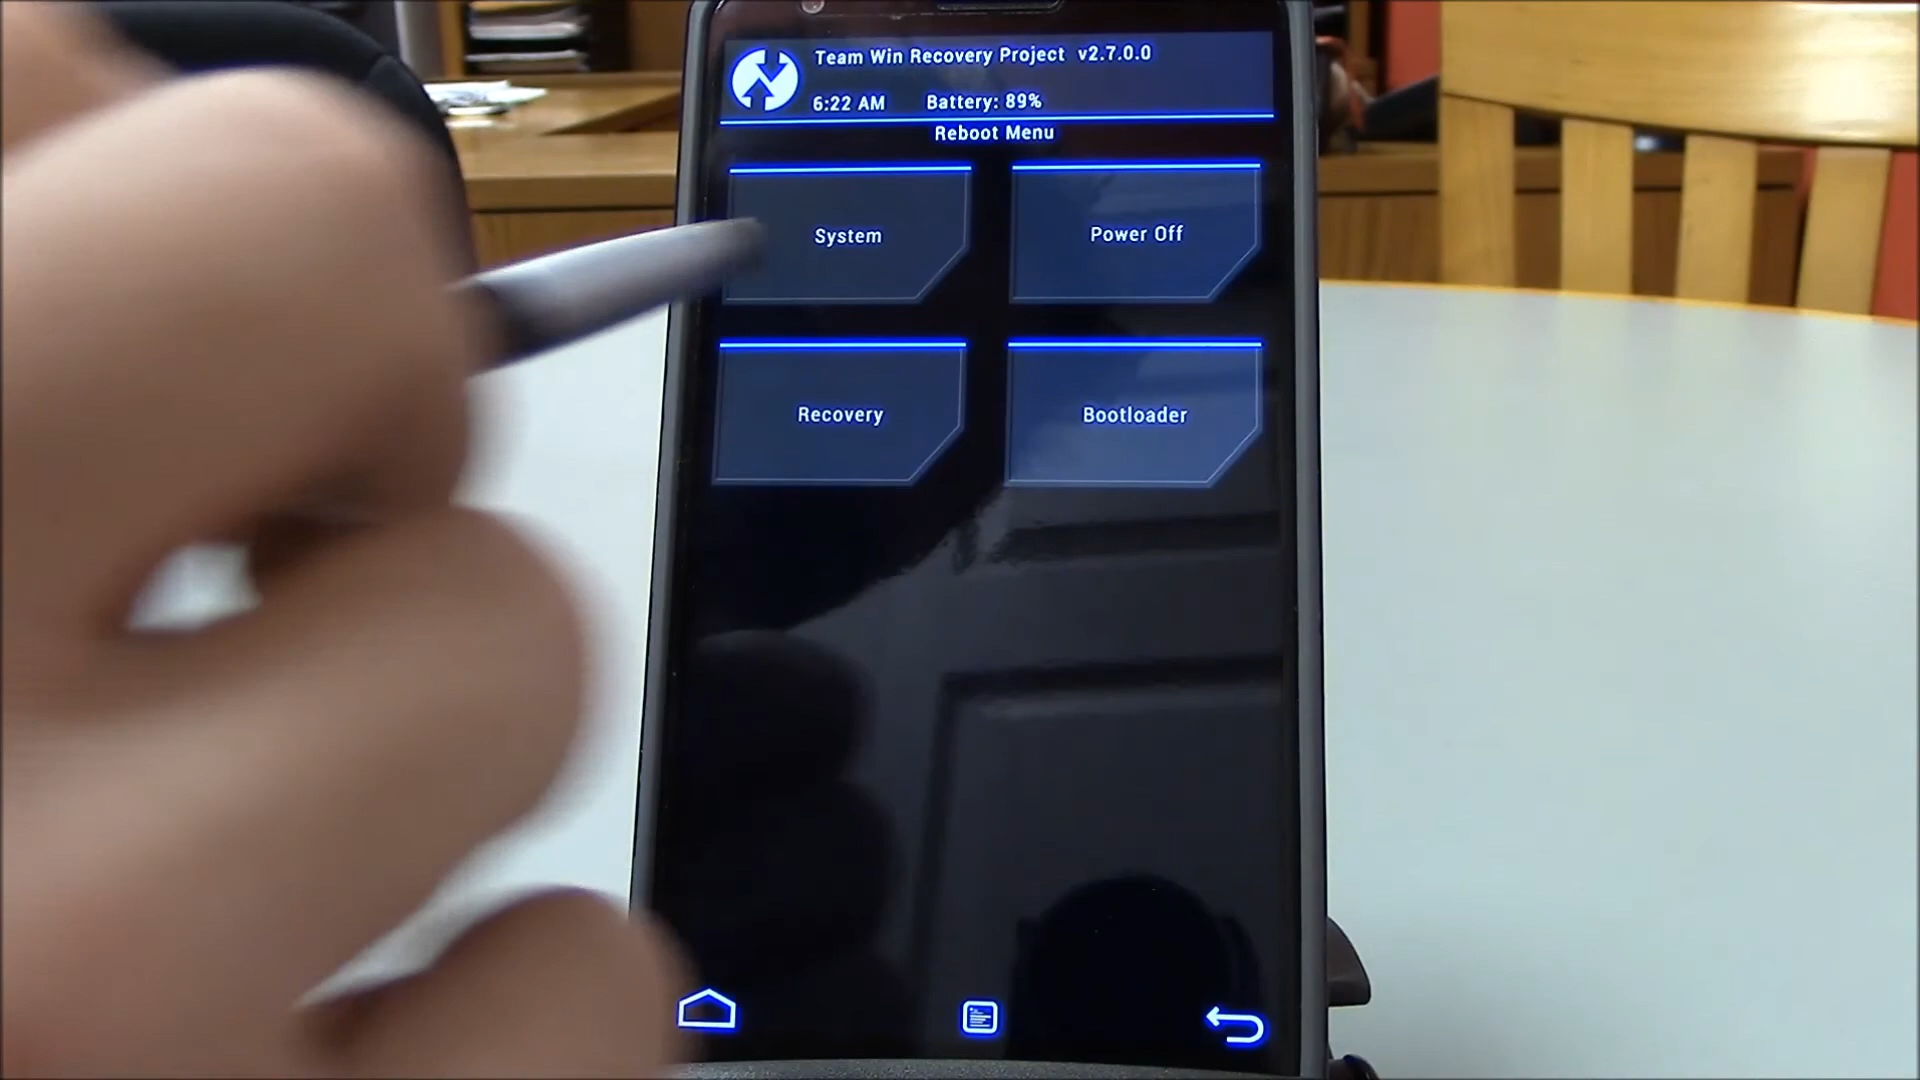 Team Win Recovery Project v2.7.0.0
6:22 AM Battery: 89%
Reboot Menu
System
Power Off
Recovery
Bootloader